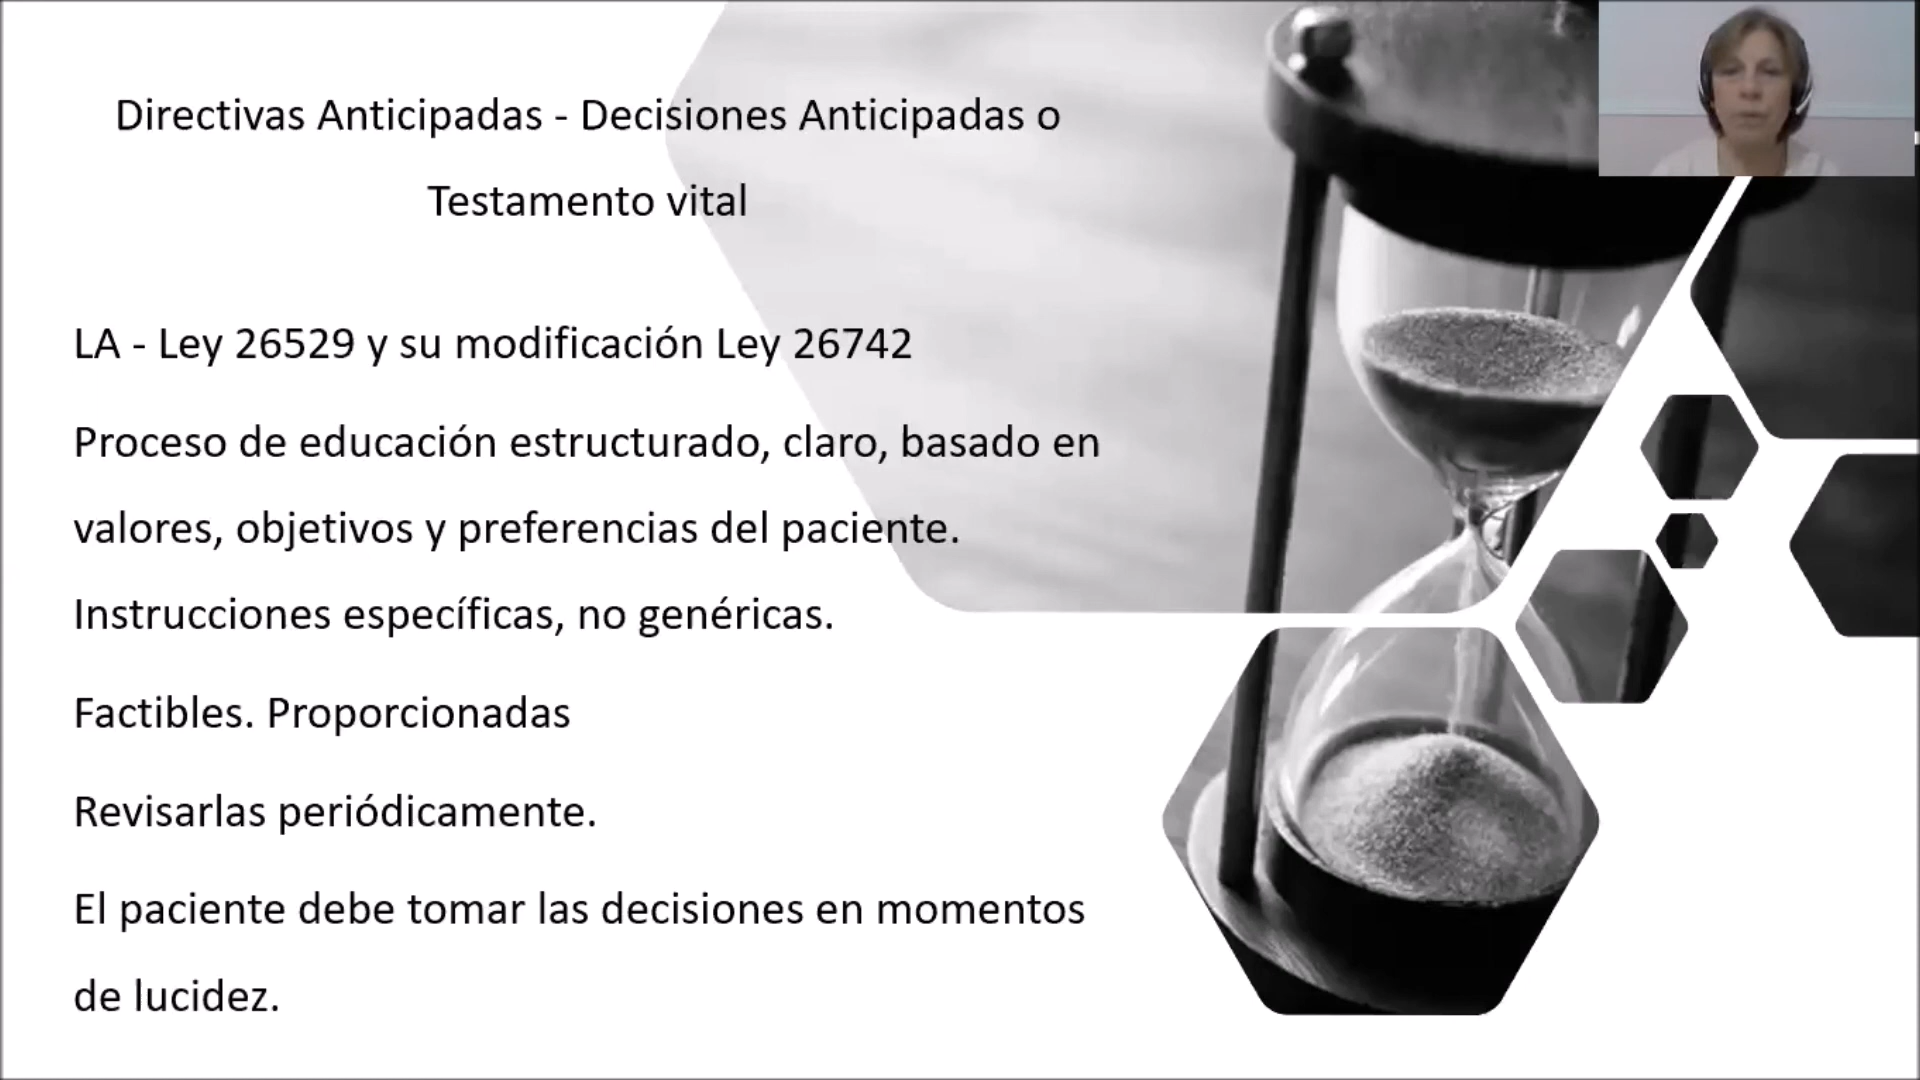 Directivas Anticipadas - Decisiones Anticipadas o
Testamento vital
LA - Ley 26529 y su modificación Ley 26742
Proceso de educación estructurado, claro, basado en
valores, objetivos y preferencias del paciente.
Instrucciones específicas, no genéricas.
Factibles. Proporcionadas
Revisarlas periódicamente.
El paciente debe tomar las decisiones en momentos
de lucidez.